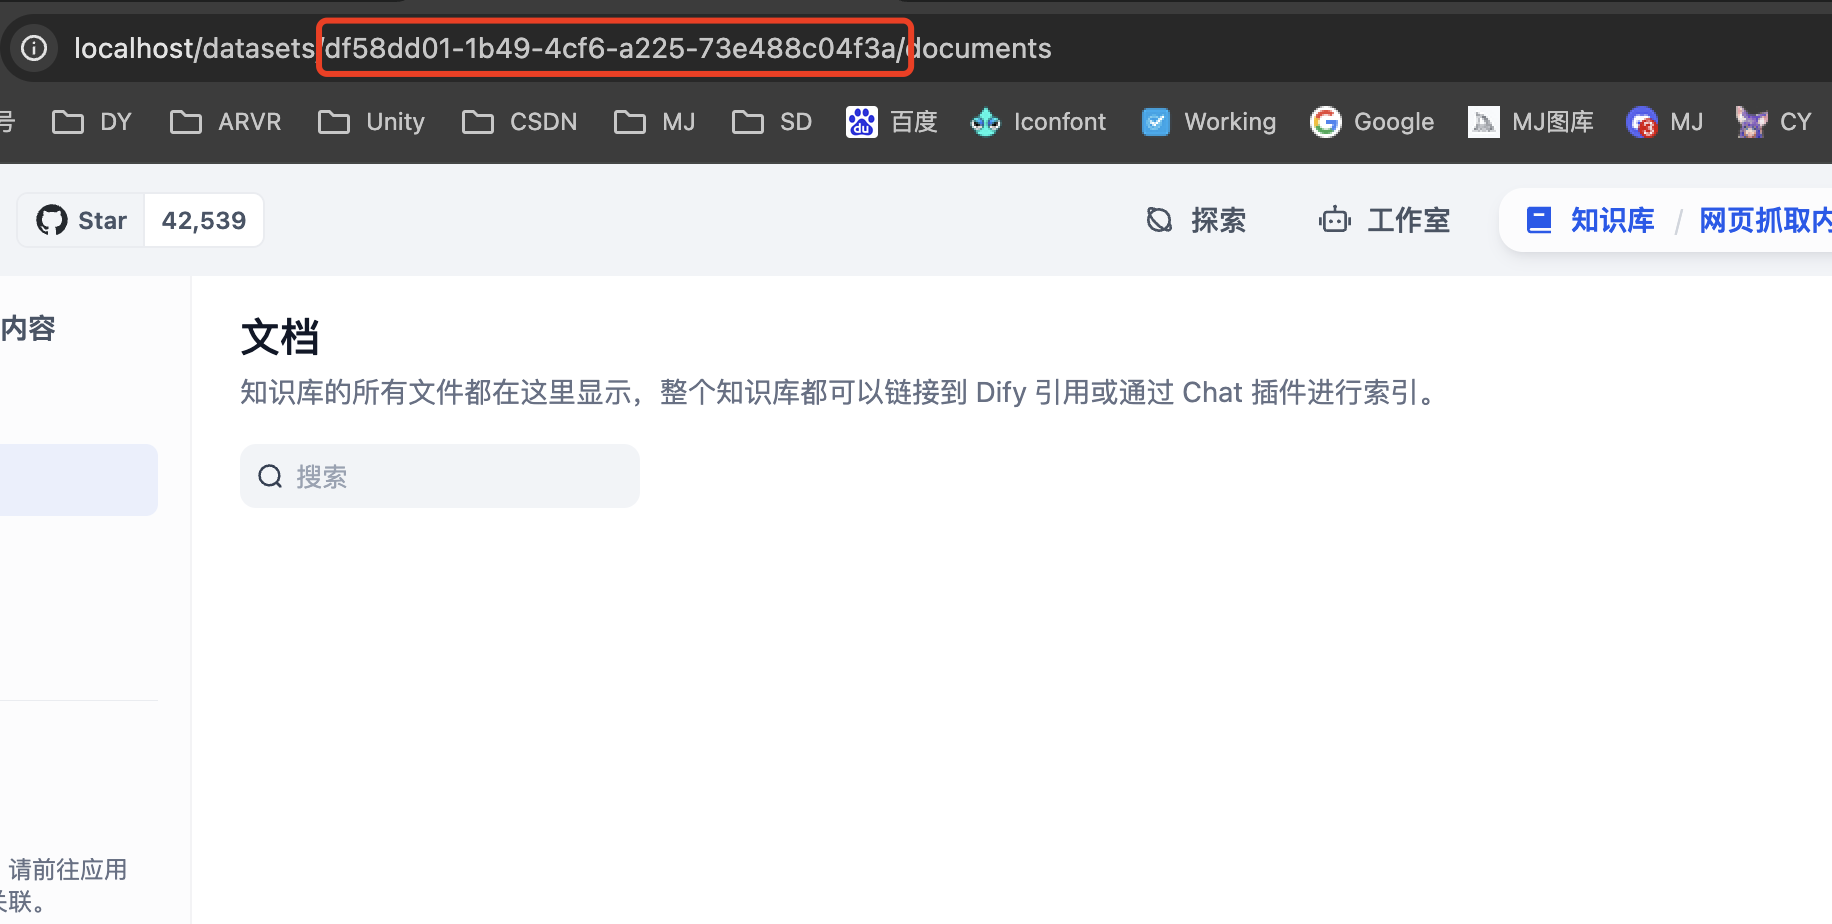 localhost/datasets/df58dd01-1b49-4cf6-a225-73e488c04f3a/documents
号 DY ARVR Unity CSDN MJ SD 百度 Iconfont Working Google MJ图库 3 MJ CY
Star 42,539 探索 工作室 知识库 / 网页抓取内
内容
文档
知识库的所有文件都在这里显示，整个知识库都可以链接到 Dify 引用或通过 Chat 插件进行索引。
搜索
请前往应用
关联。